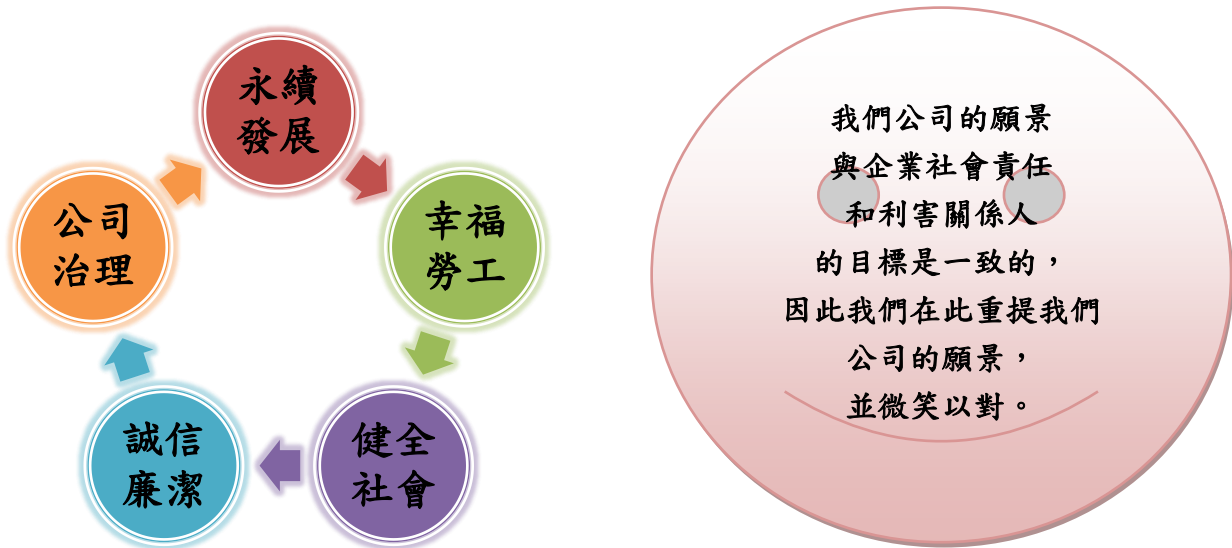 永續
發展
幸福
勞工
健全
社會
誠信
廉潔
公司
治理
我們公司的願景
與企業社會責任
和利害關係人
的目標是一致的，
因此我們在此重提我們
公司的願景，
並微笑以對。